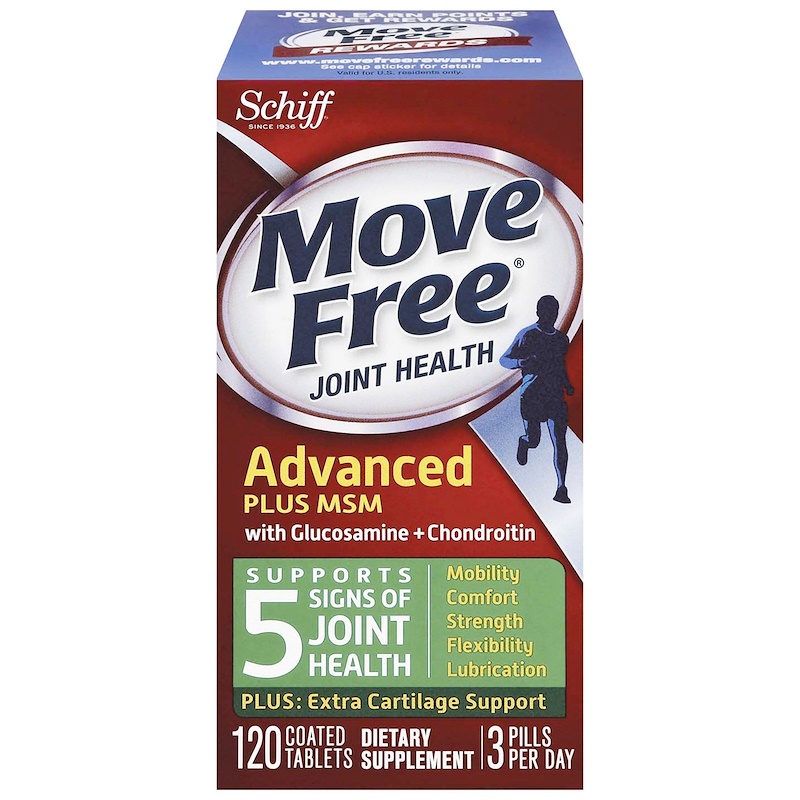 JOIN, EARN POINTS
& GET REWARDS
Move
Free
REWARDS
www.movefreerewards.com
See cap sticker for details
Valid for U.S. residents only.
Schiff
SINCE 1936
Move
Free®
JOINT HEALTH
Advanced
PLUS MSM
with Glucosamine + Chondroitin
SUPPORTS
5 SIGNS OF
JOINT
HEALTH
Mobility
Comfort
Strength
Flexibility
Lubrication
PLUS: Extra Cartilage Support
120 COATED
TABLETS
DIETARY
SUPPLEMENT
3 PILLS
PER DAY